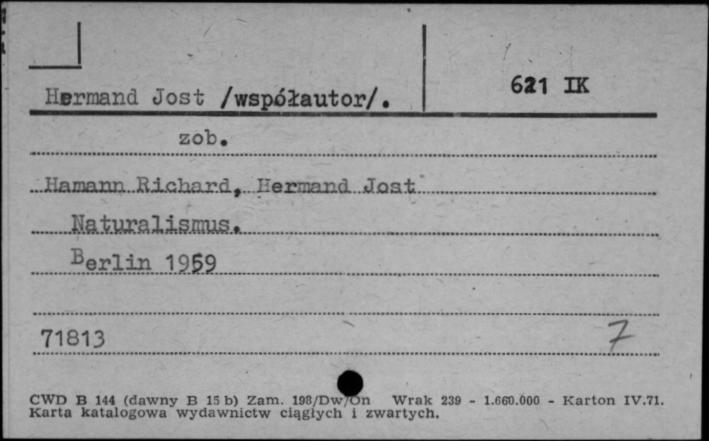 Hermand Jost /współautor/.
621 IK
zob.
Hamann Richard, Hermand Jost
Naturalismus.
Berlin 1959
71813
7
CWD B 144 (dawny B 15 b) Zam. 198/Dw/On Wrak 239 - 1.660.000 - Karton IV.71.
Karta katalogowa wydawnictw ciągłych i zwartych.